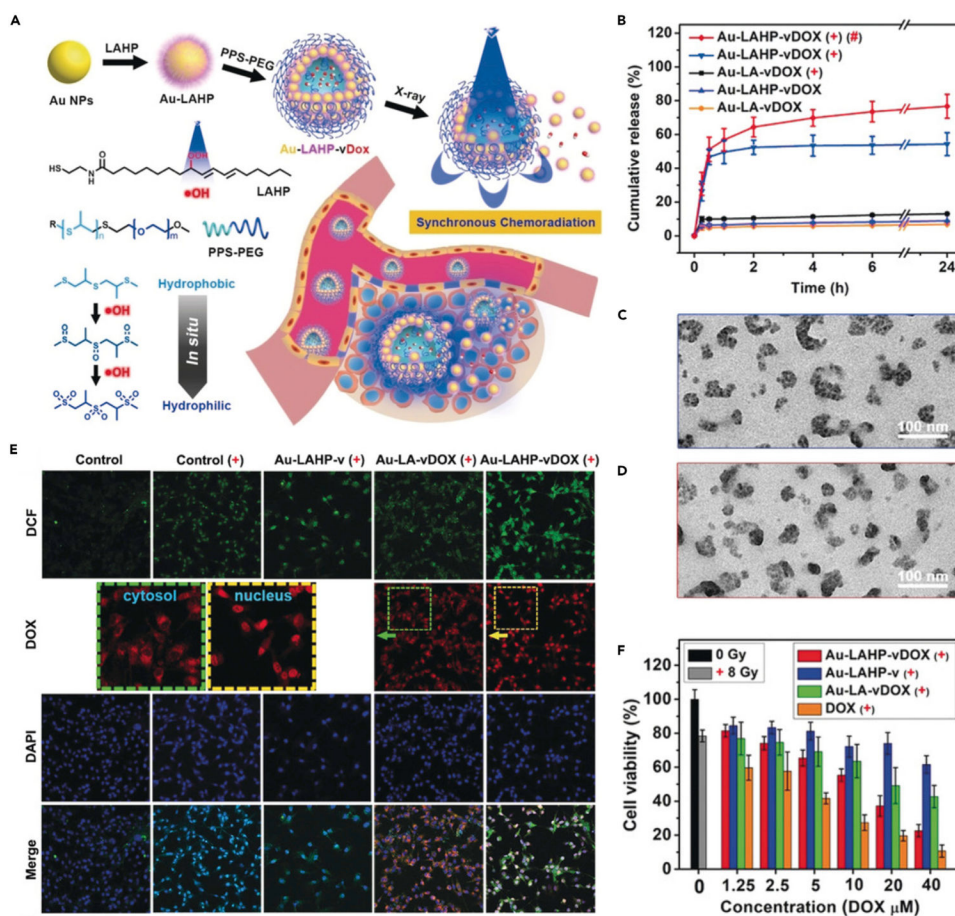 A
LAHP
PPS-PEG
X-ray
Au NPs
Au-LAHP
Au-LAHP-vDox
OOH
HS
N
H
O
LAHP
•OH
R
S
n
S
O
m
O
PPS-PEG
Synchronous Chemoradiation
S
S
S
Hydrophobic
•OH
In situ
O
S
S
O
O
S
•OH
O
S
O
O
S
O
O
S
O
Hydrophilic
B
Au-LAHP-vDOX (+) (#)
Au-LAHP-vDOX (+)
Au-LA-vDOX (+)
Au-LAHP-vDOX
Au-LA-vDOX
Cumulative release (%)
120
100
80
60
40
20
0
0 2 4 6 24
Time (h)
C
100 nm
D
100 nm
E
Control Control (+) Au-LAHP-v (+) Au-LA-vDOX (+) Au-LAHP-vDOX (+)
DCF
DOX
cytosol nucleus
DAPI
Merge
F
0 Gy
+ 8 Gy
Au-LAHP-vDOX (+)
Au-LAHP-v (+)
Au-LA-vDOX (+)
DOX (+)
Cell viability (%)
120
100
80
60
40
20
0
0 1.25 2.5 5 10 20 40
Concentration (DOX μM)